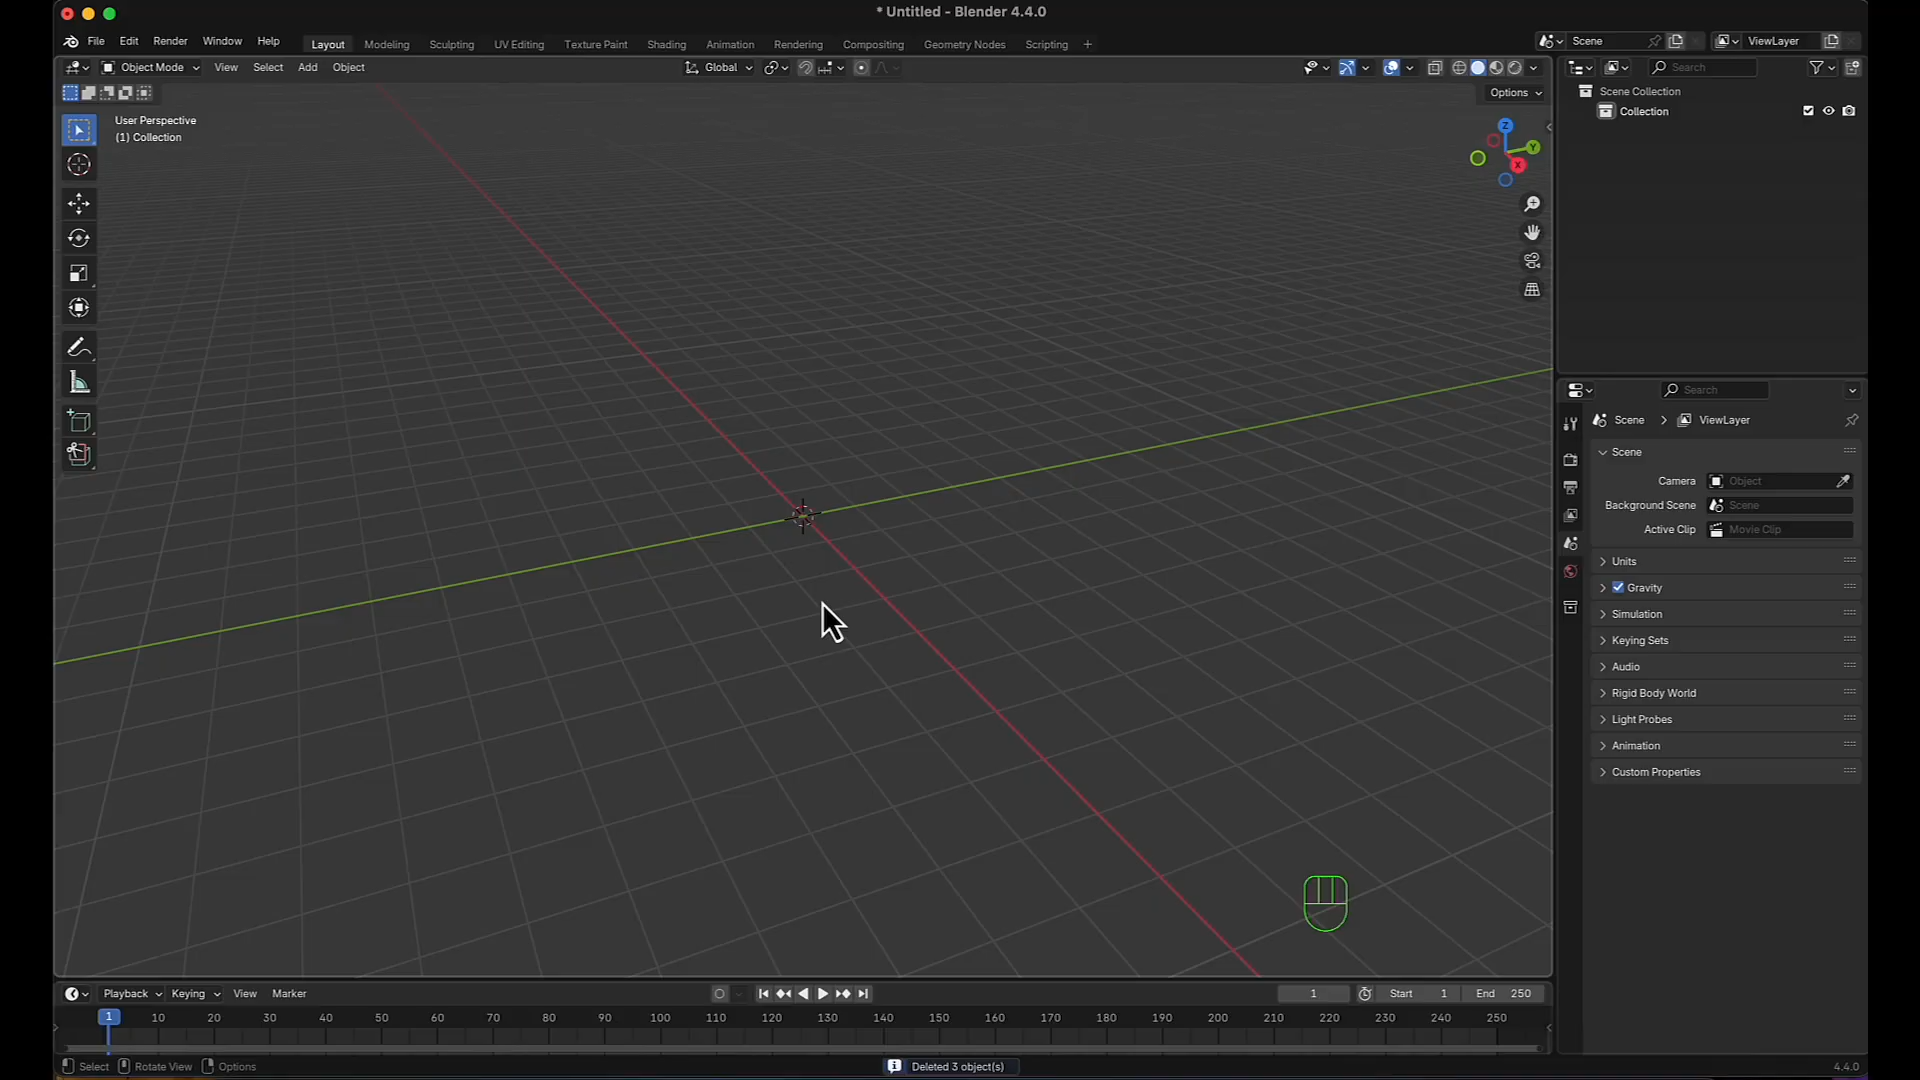 * Untitled - Blender 4.4.0
File Edit Render Window Help Layout Modeling Sculpting UV Editing Texture Paint Shading Animation Rendering Compositing Geometry Nodes Scripting + Scene ViewLayer
Object Mode View Select Add Object Global Search
Options
User Perspective
(1) Collection
Z
Y
X
Scene Collection
Collection
Search
Scene > ViewLayer
Scene
Camera Object
Background Scene Scene
Active Clip Movie Clip
Units
Gravity
Simulation
Keying Sets
Audio
Rigid Body World
Light Probes
Animation
Custom Properties
Playback Keying View Marker 1 Start 1 End 250
1 10 20 30 40 50 60 70 80 90 100 110 120 130 140 150 160 170 180 190 200 210 220 230 240 250
Select Rotate View Options Deleted 3 object(s) 4.4.0